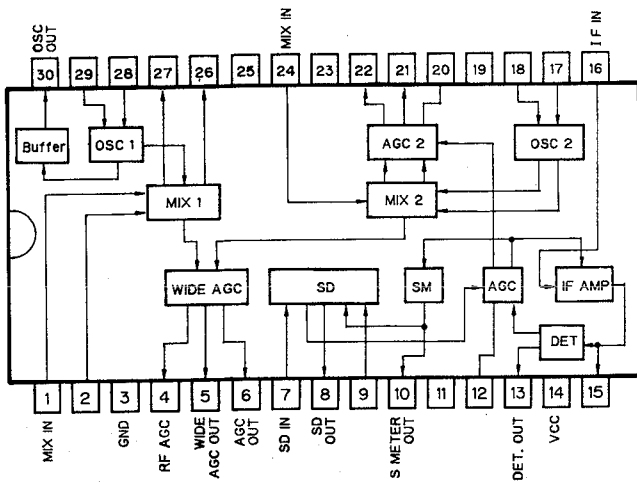 OSC OUT
MIX IN
IF IN
30 29 28 27 26 25 24 23 22 21 20 19 18 17 16
Buffer
OSC 1
AGC 2
OSC 2
MIX 1
MIX 2
WIDE AGC
SD
SM
AGC
IF AMP
DET
1 2 3 4 5 6 7 8 9 10 11 12 13 14 15
MIX IN
GND
RF AGC
WIDE AGC OUT
AGC OUT
SD IN
SD OUT
S METER OUT
DET. OUT
VCC